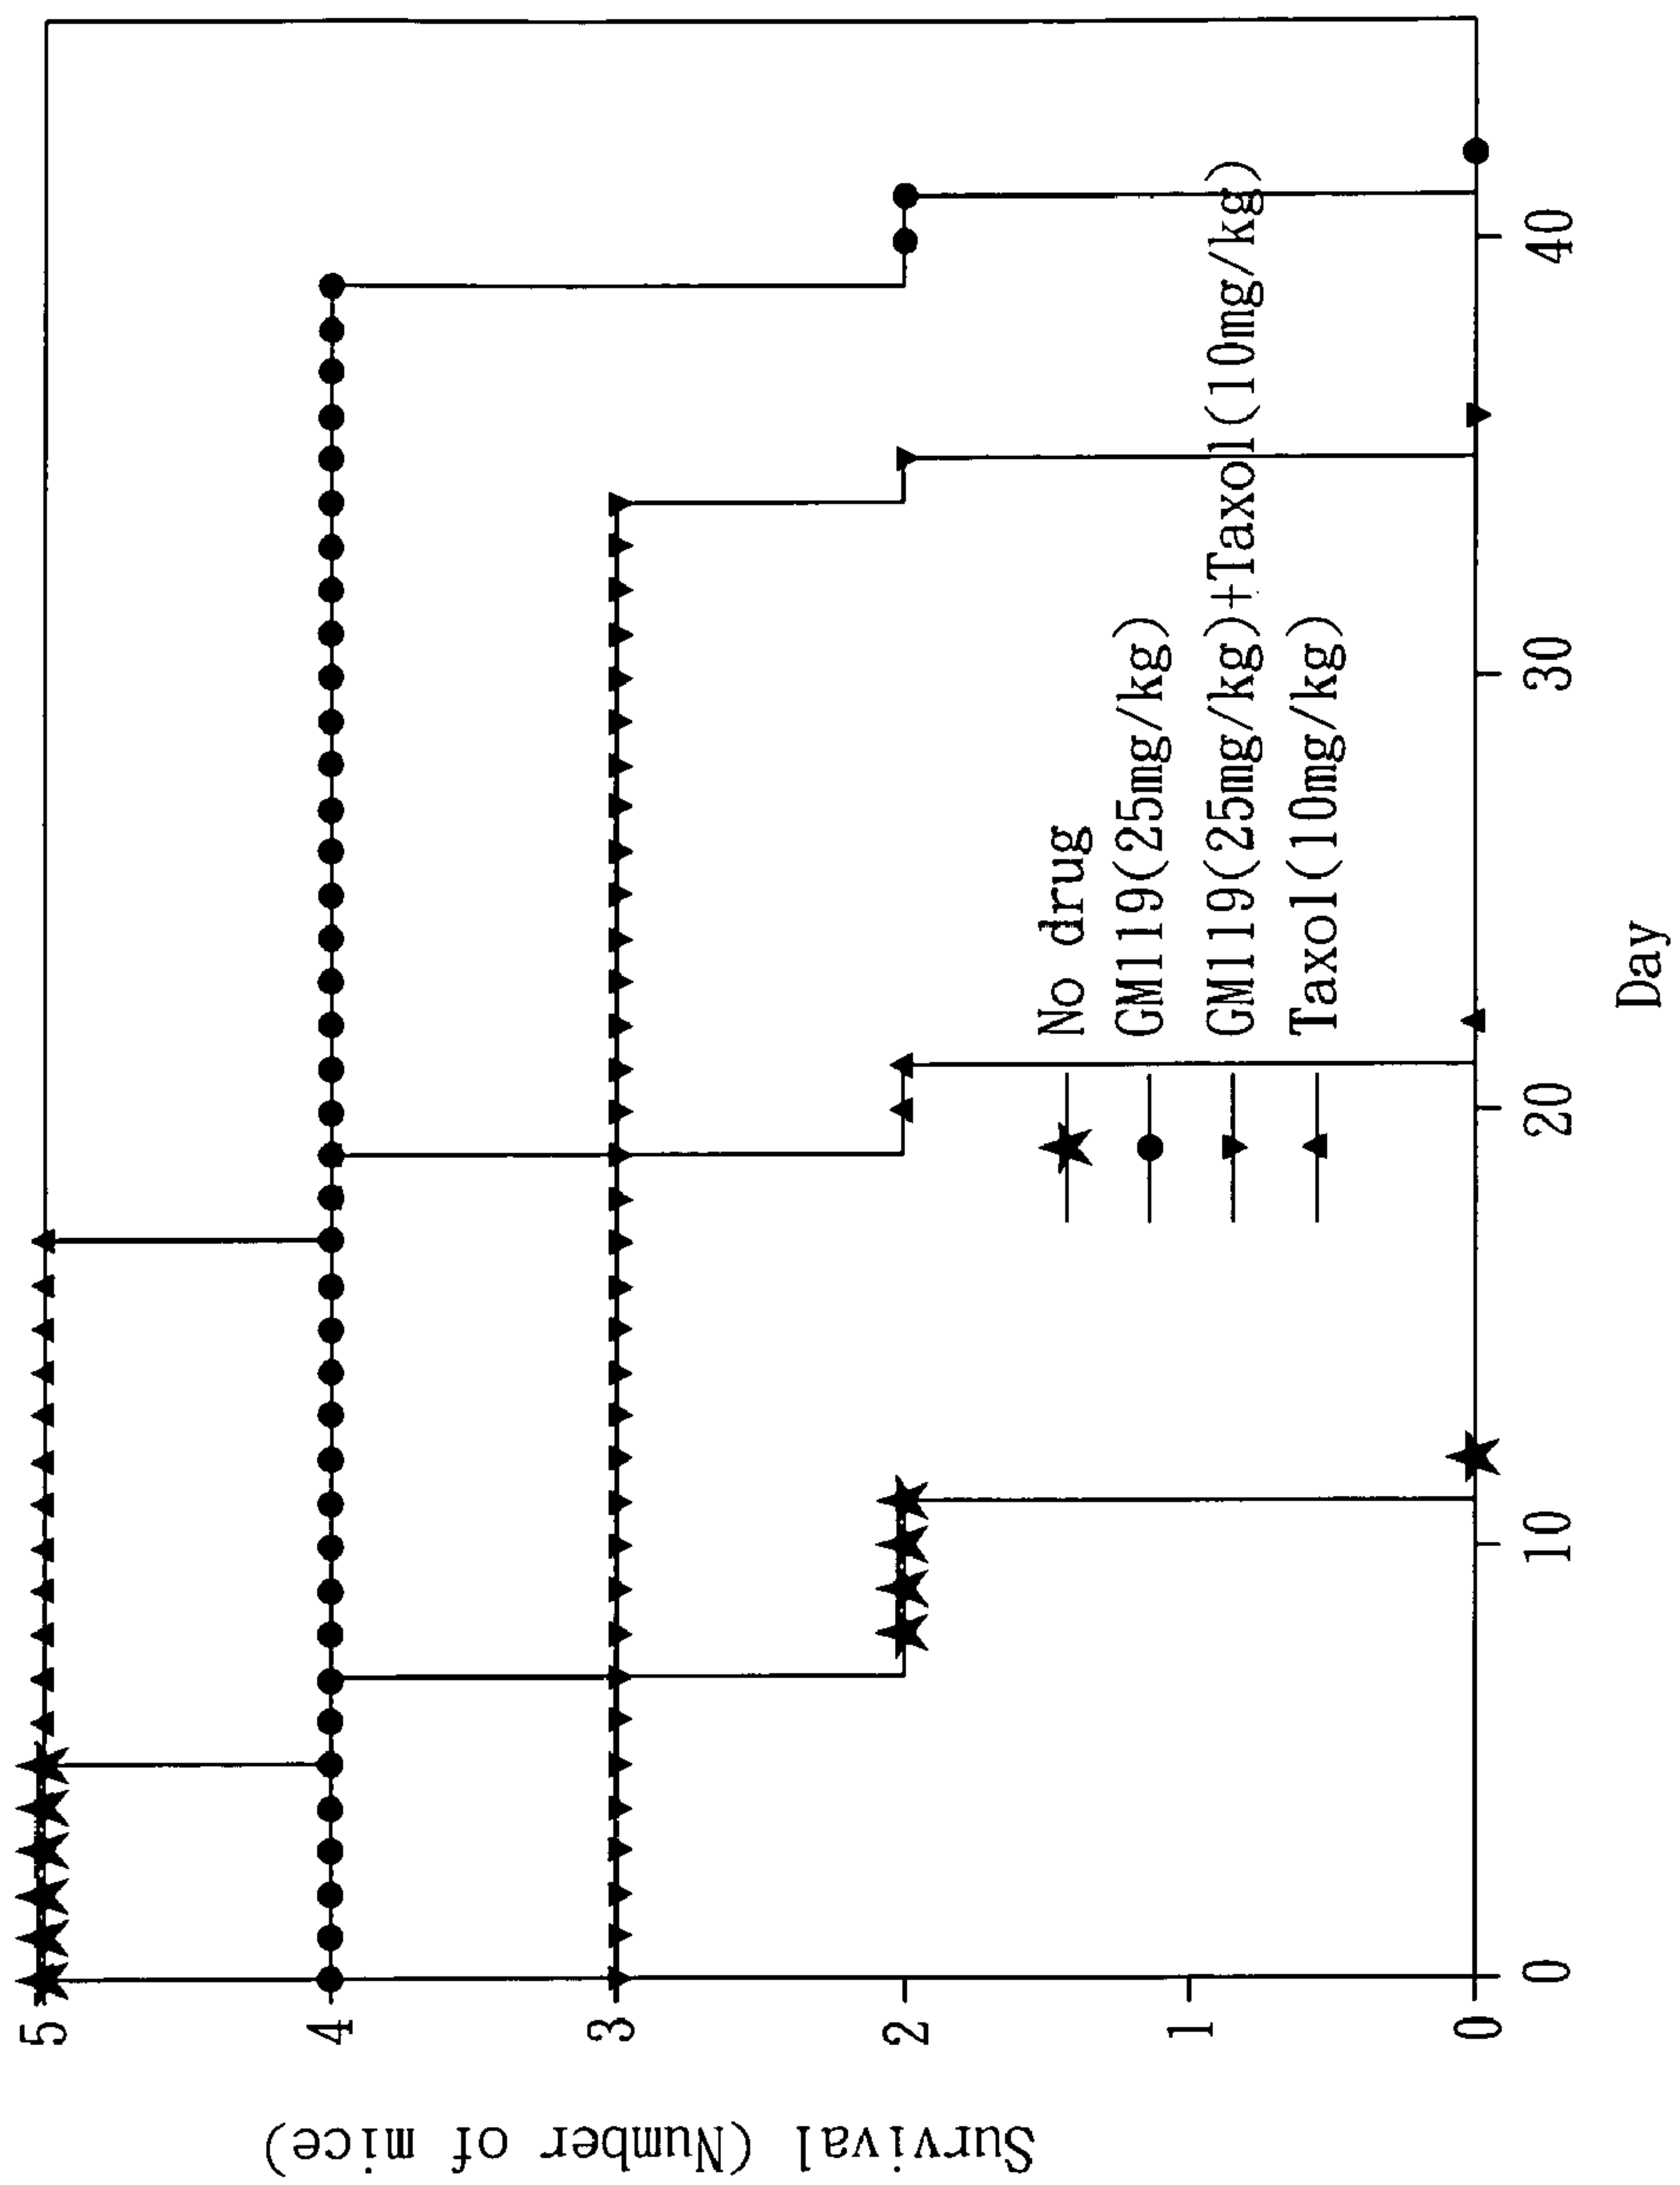 Survival (Number of mice)
5
4
3
2
1
0
No drug
GM119(25mg/kg)
GM119(25mg/kg)+Taxol(10mg/kg)
Taxol(10mg/kg)
0
10
20
30
40
Day